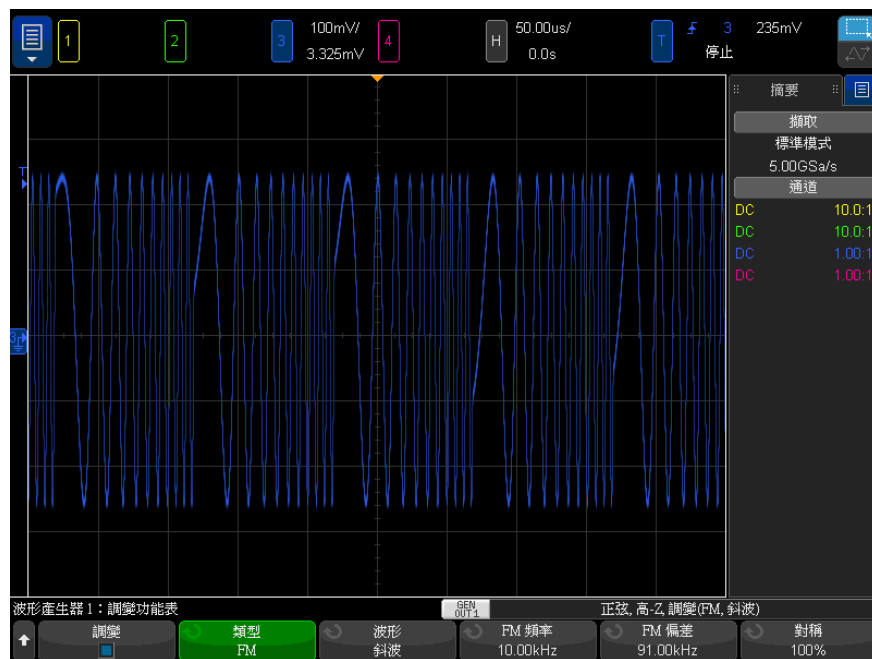 1 2 3 100mV/ 3.325mV 4 H 50.00us/ 0.0s T 3 235mV 停止
摘要
擷取
標準模式
5.00GSa/s
通道
DC 10.0:1
DC 10.0:1
DC 1.00:1
DC 1.00:1
T
3
波形產生器 1：調變功能表 GEN OUT1 正弦, 高-Z, 調變(FM, 斜波)
調變 類型 波形 FM 頻率 FM 偏差 對稱
FM 斜波 10.00kHz 91.00kHz 100%